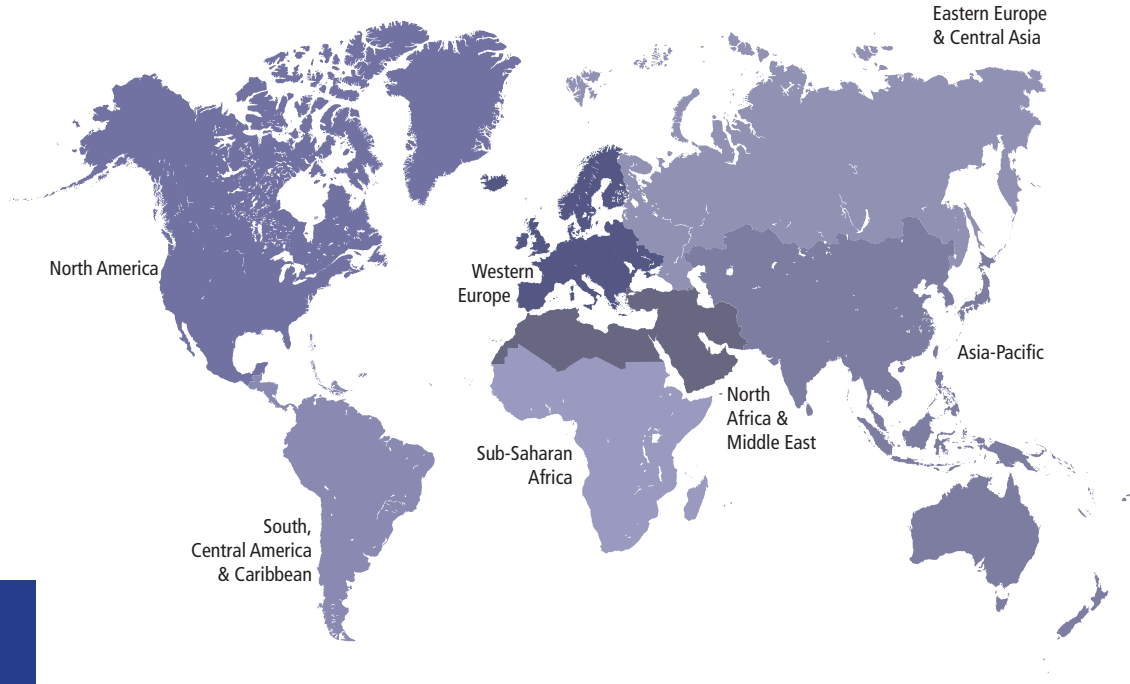 Eastern Europe
& Central Asia
North America
Western
Europe
Asia-Pacific
North
Africa &
Middle East
Sub-Saharan
Africa
South,
Central America
& Caribbean